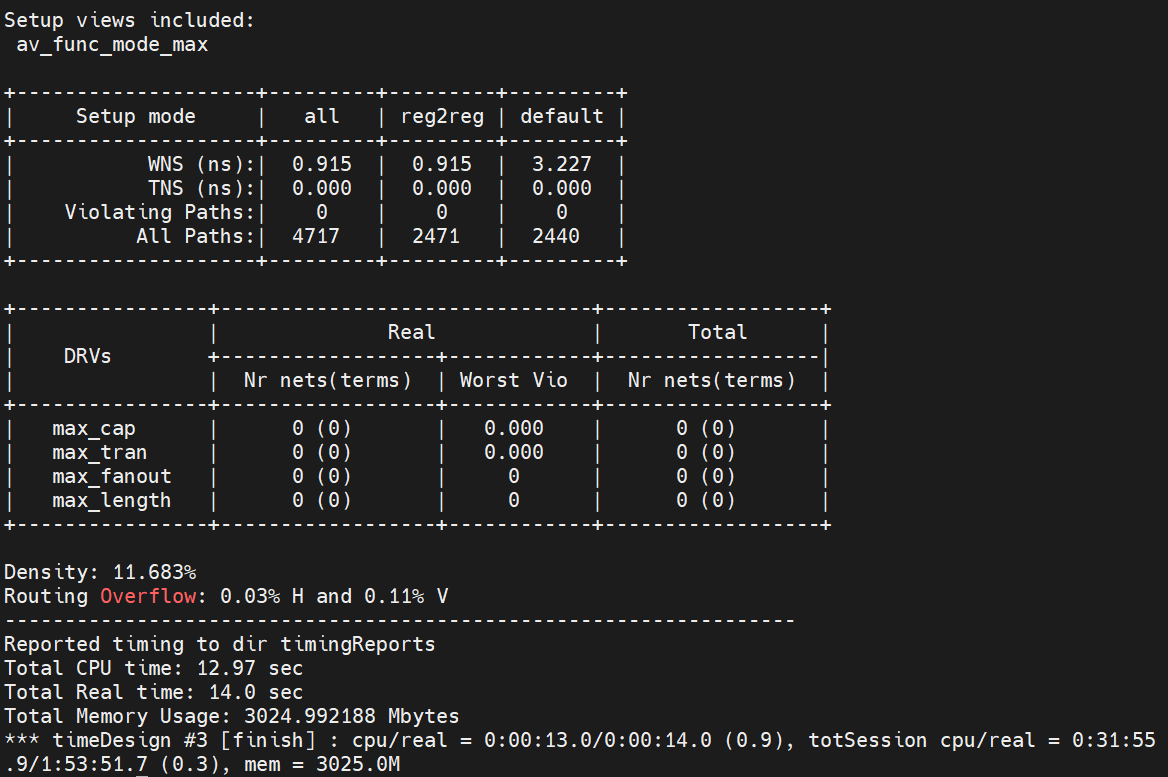 Setup views included:
 av_func_mode_max

+--------------------+---------+---------+---------+
|     Setup mode     |   all   | reg2reg | default |
+--------------------+---------+---------+---------+
|           WNS (ns):|  0.915  |  0.915  |  3.227  |
|           TNS (ns):|  0.000  |  0.000  |  0.000  |
|    Violating Paths:|    0    |    0    |    0    |
|          All Paths:|  4717   |  2471   |  2440   |
+--------------------+---------+---------+---------+

+----------------+-------------------------------+------------------+
|                |              Real             |       Total      |
|    DRVs        +------------------+------------+------------------|
|                |  Nr nets(terms)  | Worst Vio  |  Nr nets(terms)  |
+----------------+------------------+------------+------------------+
|   max_cap      |      0 (0)       |   0.000    |      0 (0)       |
|   max_tran     |      0 (0)       |   0.000    |      0 (0)       |
|   max_fanout   |      0 (0)       |     0      |      0 (0)       |
|   max_length   |      0 (0)       |     0      |      0 (0)       |
+----------------+------------------+------------+------------------+

Density: 11.683%
Routing Overflow: 0.03% H and 0.11% V
------------------------------------------------------------------
Reported timing to dir timingReports
Total CPU time: 12.97 sec
Total Real time: 14.0 sec
Total Memory Usage: 3024.992188 Mbytes
*** timeDesign #3 [finish] : cpu/real = 0:00:13.0/0:00:14.0 (0.9), totSession cpu/real = 0:31:55
.9/1:53:51.7 (0.3), mem = 3025.0M